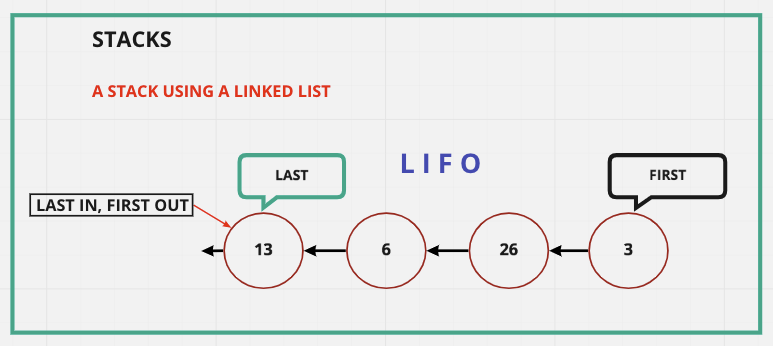 STACKS
A STACK USING A LINKED LIST
L I F O
LAST
FIRST
LAST IN, FIRST OUT
13 6 26 3